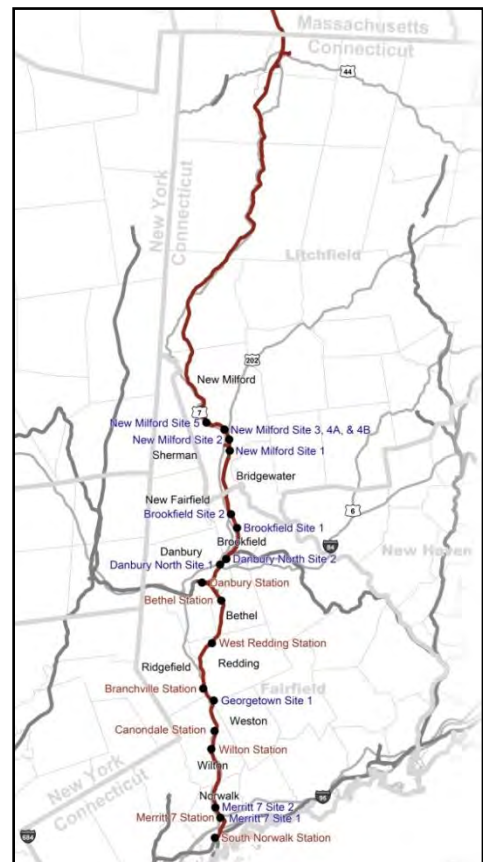 Massachusetts
Connecticut
44
New York
Connecticut
Litchfield
202
New Milford
7
New Milford Site 5
New Milford Site 3, 4A, & 4B
New Milford Site 2
New Milford Site 1
Sherman
Bridgewater
6
New Fairfield
Brookfield Site 2
Brookfield Site 1
Brookfield
84
New Haven
Danbury
Danbury North Site 2
Danbury North Site 1
Danbury Station
Bethel Station
Bethel
West Redding Station
Redding
Ridgefield
Branchville Station
Fairfield
Georgetown Site 1
Weston
Canondale Station
Wilton Station
Wilton
New York
Connecticut
Norwalk
95
Merritt 7 Site 2
Merritt 7 Station
Merritt 7 Site 1
684
South Norwalk Station